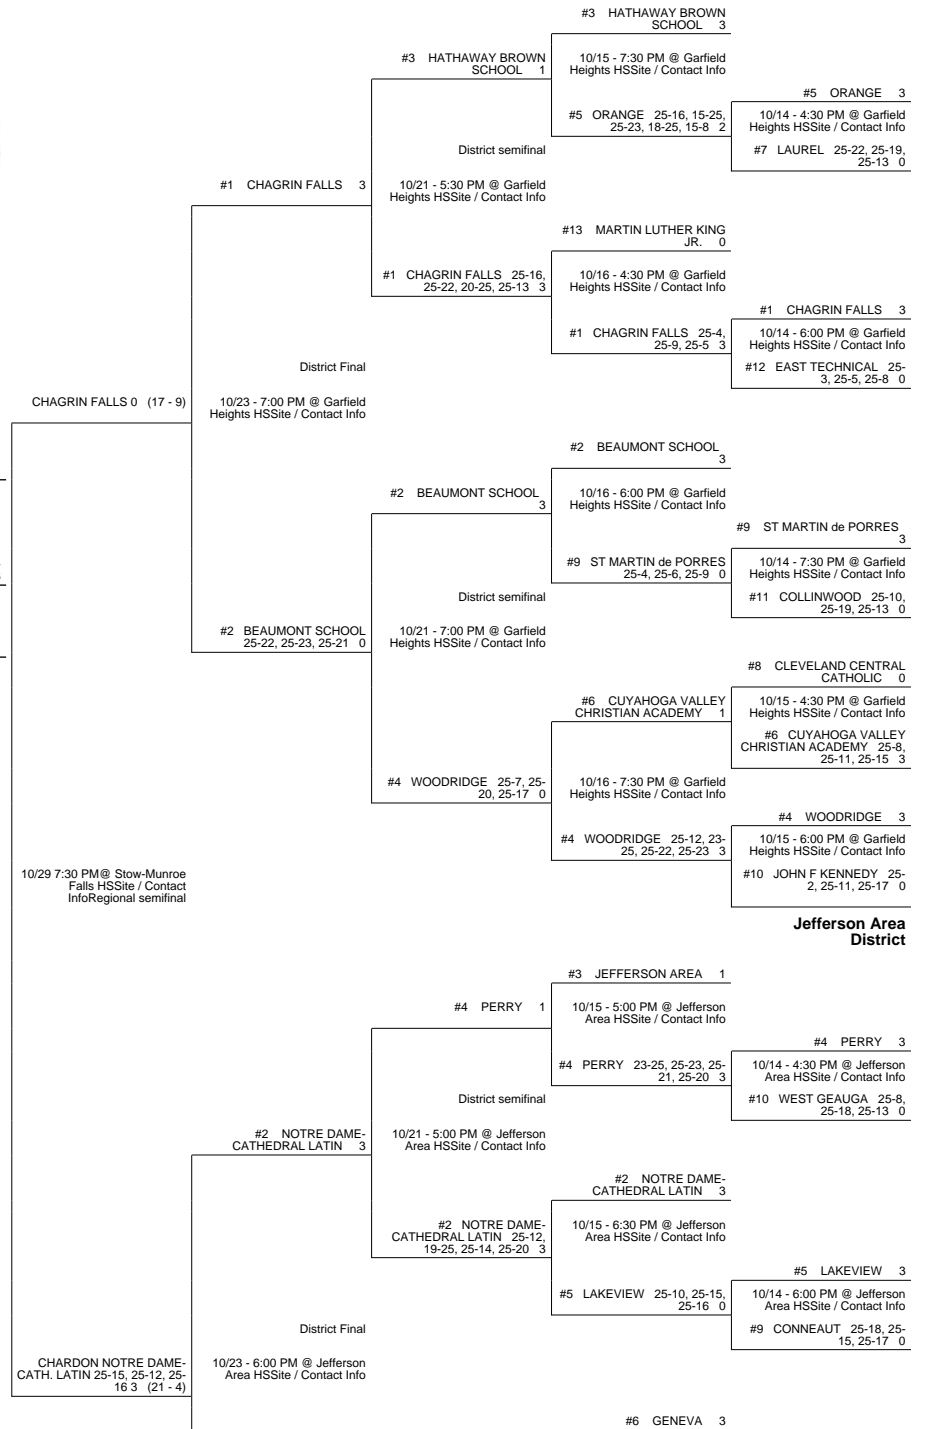 #3 HATHAWAY BROWN
SCHOOL 3
#3 HATHAWAY BROWN
SCHOOL 1
10/15 - 7:30 PM @ Garfield
Heights HSSite / Contact Info
#5 ORANGE 3
#5 ORANGE 25-16, 15-25,
25-23, 18-25, 15-8 2
10/14 - 4:30 PM @ Garfield
Heights HSSite / Contact Info
#7 LAUREL 25-22, 25-19,
25-13 0
District semifinal
#1 CHAGRIN FALLS 3
10/21 - 5:30 PM @ Garfield
Heights HSSite / Contact Info
#13 MARTIN LUTHER KING
JR. 0
#1 CHAGRIN FALLS 25-16,
25-22, 20-25, 25-13 3
10/16 - 4:30 PM @ Garfield
Heights HSSite / Contact Info
#1 CHAGRIN FALLS 3
#1 CHAGRIN FALLS 25-4,
25-9, 25-5 3
10/14 - 6:00 PM @ Garfield
Heights HSSite / Contact Info
#12 EAST TECHNICAL 25-
3, 25-5, 25-8 0
District Final
CHAGRIN FALLS 0 (17 - 9)
10/23 - 7:00 PM @ Garfield
Heights HSSite / Contact Info
#2 BEAUMONT SCHOOL
3
#2 BEAUMONT SCHOOL
3
10/16 - 6:00 PM @ Garfield
Heights HSSite / Contact Info
#9 ST MARTIN de PORRES
3
#9 ST MARTIN de PORRES
25-4, 25-6, 25-9 0
10/14 - 7:30 PM @ Garfield
Heights HSSite / Contact Info
#11 COLLINWOOD 25-10,
25-19, 25-13 0
District semifinal
#2 BEAUMONT SCHOOL
25-22, 25-23, 25-21 0
10/21 - 7:00 PM @ Garfield
Heights HSSite / Contact Info
#8 CLEVELAND CENTRAL
CATHOLIC 0
#6 CUYAHOGA VALLEY
CHRISTIAN ACADEMY 1
10/15 - 4:30 PM @ Garfield
Heights HSSite / Contact Info
#6 CUYAHOGA VALLEY
CHRISTIAN ACADEMY 25-8,
25-11, 25-15 3
#4 WOODRIDGE 25-7, 25-
20, 25-17 0
10/16 - 7:30 PM @ Garfield
Heights HSSite / Contact Info
#4 WOODRIDGE 3
#4 WOODRIDGE 25-12, 23-
25, 25-22, 25-23 3
10/15 - 6:00 PM @ Garfield
Heights HSSite / Contact Info
#10 JOHN F KENNEDY 25-
2, 25-11, 25-17 0
10/29 7:30 PM@ Stow-Munroe
Falls HSSite / Contact
InfoRegional semifinal
Jefferson Area
District
#3 JEFFERSON AREA 1
#4 PERRY 1
10/15 - 5:00 PM @ Jefferson
Area HSSite / Contact Info
#4 PERRY 3
#4 PERRY 23-25, 25-23, 25-
21, 25-20 3
10/14 - 4:30 PM @ Jefferson
Area HSSite / Contact Info
#10 WEST GEAUGA 25-8,
25-18, 25-13 0
District semifinal
#2 NOTRE DAME-
CATHEDRAL LATIN 3
10/21 - 5:00 PM @ Jefferson
Area HSSite / Contact Info
#2 NOTRE DAME-
CATHEDRAL LATIN 3
#2 NOTRE DAME-
CATHEDRAL LATIN 25-12,
19-25, 25-14, 25-20 3
10/15 - 6:30 PM @ Jefferson
Area HSSite / Contact Info
#5 LAKEVIEW 3
#5 LAKEVIEW 25-10, 25-15,
25-16 0
10/14 - 6:00 PM @ Jefferson
Area HSSite / Contact Info
#9 CONNEAUT 25-18, 25-
15, 25-17 0
District Final
CHARDON NOTRE DAME-
CATH. LATIN 25-15, 25-12, 25-
16 3 (21 - 4)
10/23 - 6:00 PM @ Jefferson
Area HSSite / Contact Info
#6 GENEVA 3